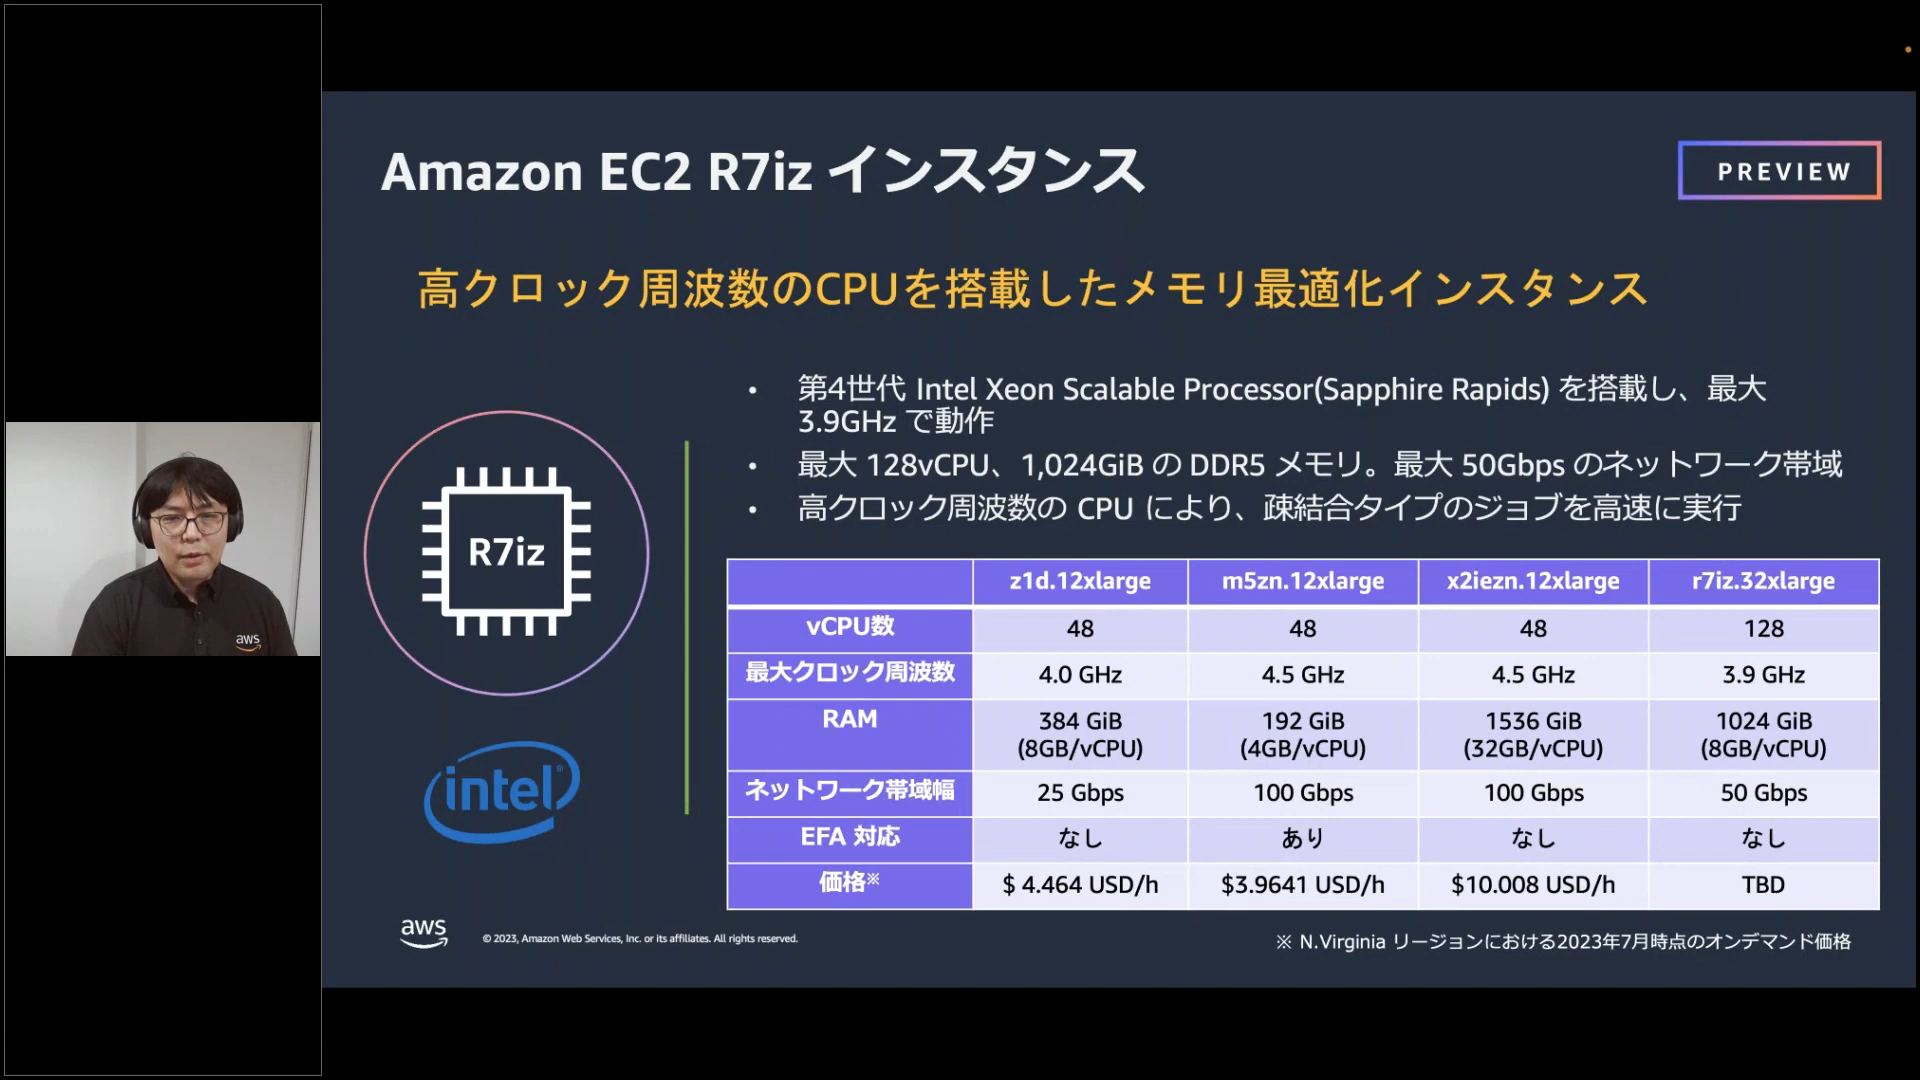 Amazon EC2 R7iz インスタンス
PREVIEW
高クロック周波数のCPUを搭載したメモリ最適化インスタンス
• 第4世代 Intel Xeon Scalable Processor(Sapphire Rapids) を搭載し、最大
3.9GHz で動作
• 最大 128vCPU、1,024GiB の DDR5 メモリ。最大 50Gbps のネットワーク帯域
• 高クロック周波数の CPU により、疎結合タイプのジョブを高速に実行
R7iz
intel®
aws
z1d.12xlarge m5zn.12xlarge x2iezn.12xlarge r7iz.32xlarge
vCPU数 48 48 48 128
最大クロック周波数 4.0 GHz 4.5 GHz 4.5 GHz 3.9 GHz
RAM 384 GiB 192 GiB 1536 GiB 1024 GiB
(8GB/vCPU) (4GB/vCPU) (32GB/vCPU) (8GB/vCPU)
ネットワーク帯域幅 25 Gbps 100 Gbps 100 Gbps 50 Gbps
EFA 対応 なし あり なし なし
価格※ $ 4.464 USD/h $3.9641 USD/h $10.008 USD/h TBD
aws
© 2023, Amazon Web Services, Inc. or its affiliates. All rights reserved.
※ N.Virginia リージョンにおける2023年7月時点のオンデマンド価格